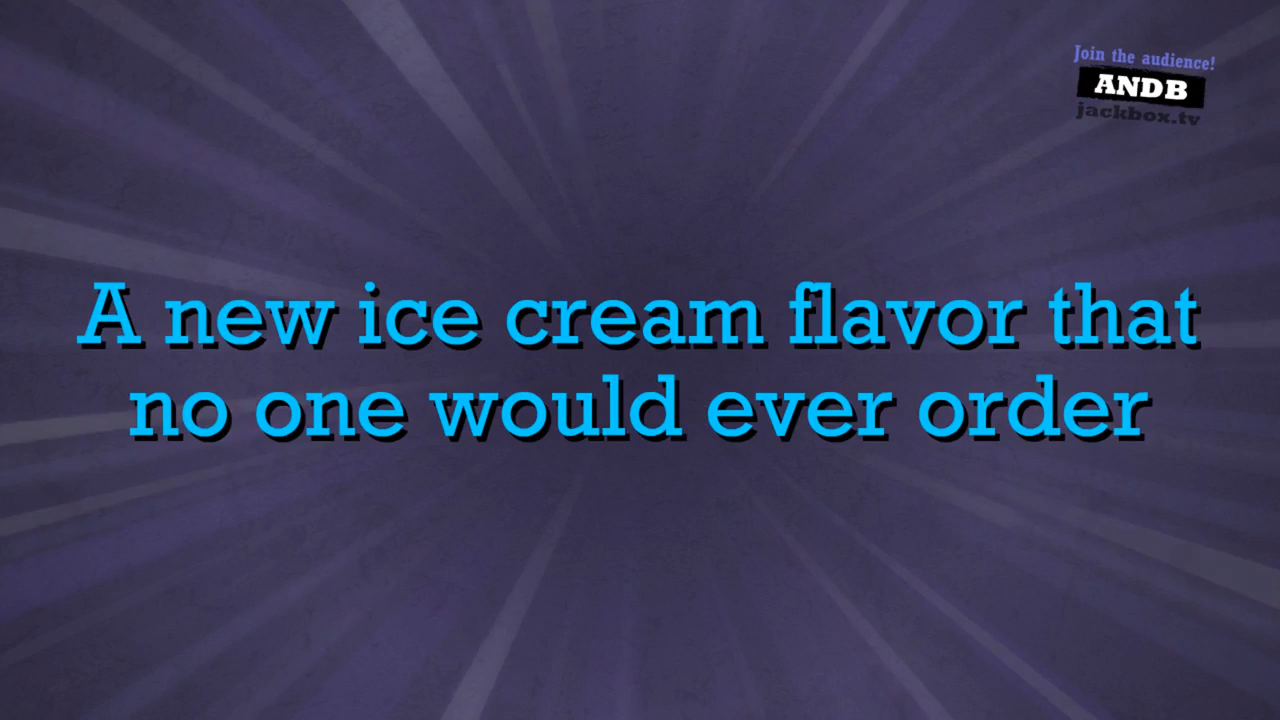 Join the audience!
ANDB
jackbox.tv
A new ice cream flavor that
no one would ever order